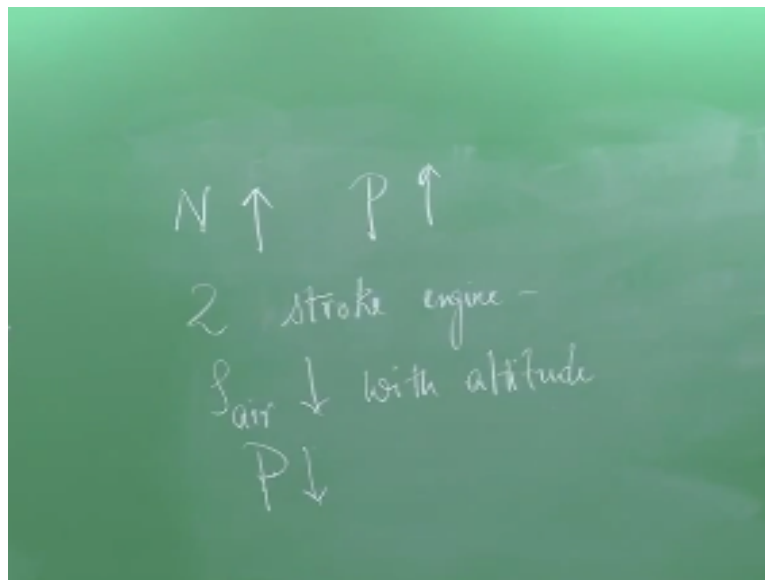 N ↑ P ↑
2 stroke engine -
ρair ↓ with altitude
P ↓